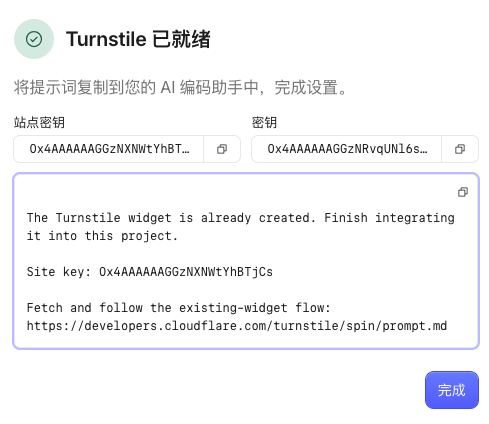 Turnstile 已就绪
将提示词复制到您的 AI 编码助手中，完成设置。
站点密钥
密钥
0x4AAAAAAGGzNXNWtYhBT…
0x4AAAAAAGGzNRvqUNl6s…
The Turnstile widget is already created. Finish integrating
it into this project.
Site key: 0x4AAAAAAGGzNXNWtYhBTjCs
Fetch and follow the existing-widget flow:
https://developers.cloudflare.com/turnstile/spin/prompt.md
完成